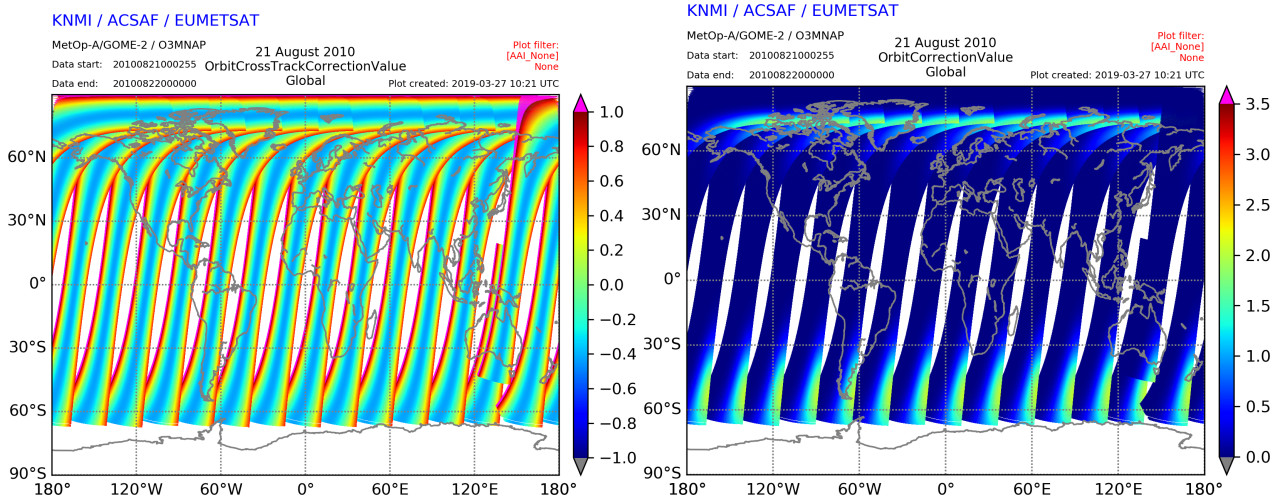 KNMI / ACSAF / EUMETSAT
MetOp-A/GOME-2 / O3MNAP
Data start: 20100821000255
Data end: 20100822000000
21 August 2010
OrbitCrossTrackCorrectionValue
Global
Plot filter:
[AAI_None]
None
Plot created: 2019-03-27 10:21 UTC
60°N
30°N
0°
30°S
60°S
90°S
180°
120°W
60°W
0°
60°E
120°E
180°
1.0
0.8
0.6
0.4
0.2
0.0
−0.2
−0.4
−0.6
−0.8
−1.0
KNMI / ACSAF / EUMETSAT
MetOp-A/GOME-2 / O3MNAP
Data start: 20100821000255
Data end: 20100822000000
21 August 2010
OrbitCorrectionValue
Global
Plot filter:
[AAI_None]
None
Plot created: 2019-03-27 10:21 UTC
60°N
30°N
0°
30°S
60°S
90°S
180°
120°W
60°W
0°
60°E
120°E
180°
3.5
3.0
2.5
2.0
1.5
1.0
0.5
0.0